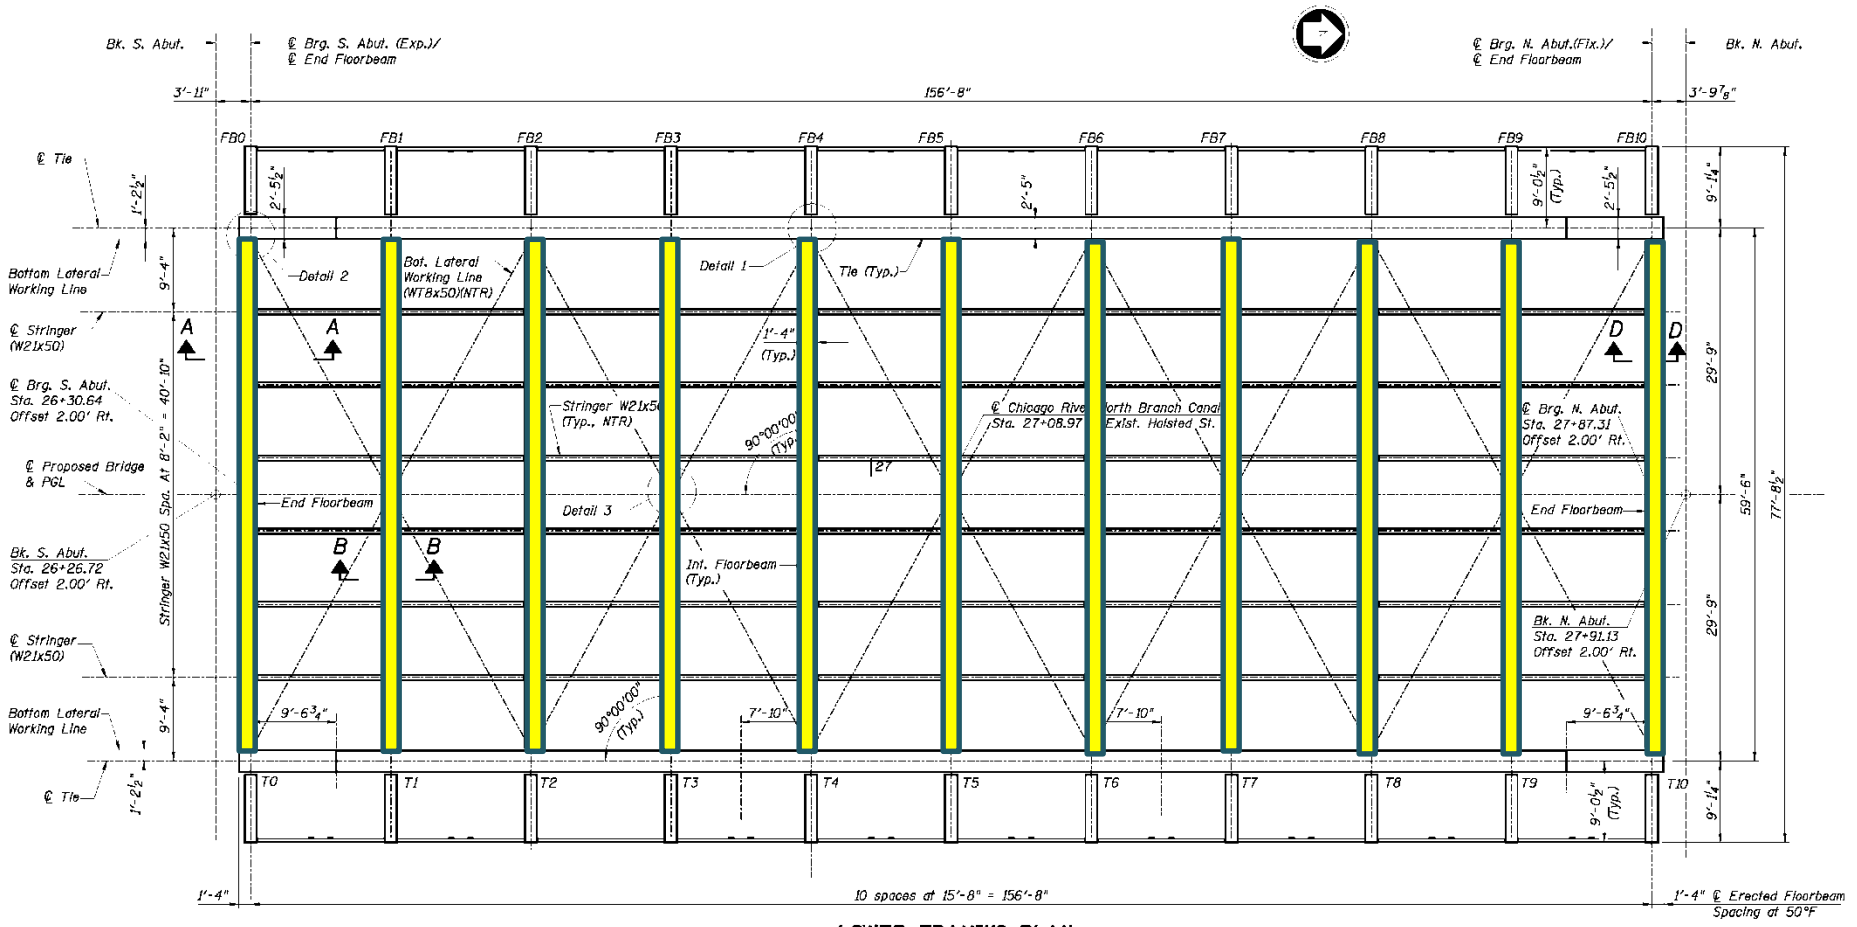 Bk. S. Abut.
℄ Brg. S. Abut. (Exp.)/
℄ End Floorbeam
℄ Brg. N. Abut.(Fix.)/
℄ End Floorbeam
Bk. N. Abut.
3'-11"
156'-8"
3'-9⅞"
FB0
FB1
FB2
FB3
FB4
FB5
FB6
FB7
FB8
FB9
FB10
℄ Tie
1'-2½"
2'-5½"
2'-5"
9'-0½"
(Typ.)
2'-5½"
9'-1¼"
Bottom Lateral
Working Line
9'-4"
Detail 2
Bot. Lateral
Working Line
(WT8x50)(NTR)
Detail 1
Tie (Typ.)
℄ Stringer
(W21x50)
A
A
1'-4"
(Typ.)
D
D
29'-9"
℄ Brg. S. Abut.
Sta. 26+30.64
Offset 2.00' Rt.
Stringer W21x50 Spa. At 8'-2" = 40'-10"
Stringer W21x50
(Typ., NTR)
90°00'00"
(Typ.)
℄ Chicago River North Branch Canal
Sta. 27+08.97 Exist. Halsted St.
℄ Brg. N. Abut.
Sta. 27+87.31
Offset 2.00' Rt.
℄ Proposed Bridge
& PGL
27
End Floorbeam
Detail 3
End Floorbeam
59'-6"
77'-8½"
Bk. S. Abut.
Sta. 26+26.72
Offset 2.00' Rt.
B
B
Int. Floorbeam
(Typ.)
29'-9"
Bk. N. Abut.
Sta. 27+91.13
Offset 2.00' Rt.
℄ Stringer
(W21x50)
Bottom Lateral
Working Line
9'-4"
9'-6¾"
90°00'00"
(Typ.)
7'-10"
7'-10"
9'-6¾"
℄ Tie
1'-2½"
T0
T1
T2
T3
T4
T5
T6
T7
T8
T9
T10
9'-0½"
(Typ.)
9'-1¼"
1'-4"
10 spaces at 15'-8" = 156'-8"
1'-4"
℄ Erected Floorbeam
Spacing at 50°F